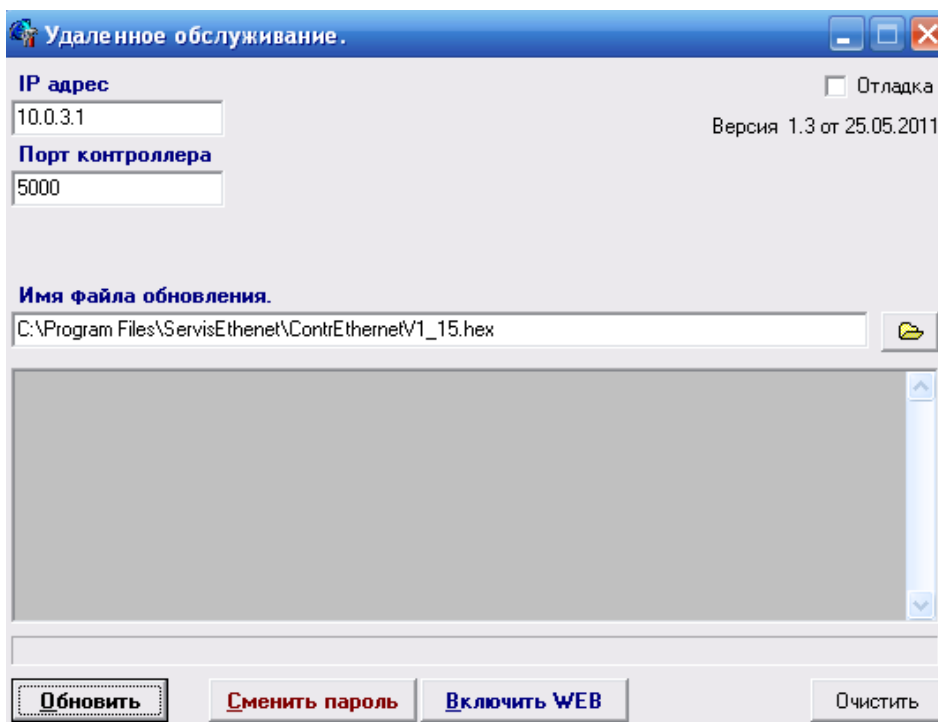 Удаленное обслуживание.
IP адрес
Отладка
10.0.3.1
Версия 1.3 от 25.05.2011
Порт контроллера
5000
Имя файла обновления.
C:\Program Files\ServisEthenet\ContrEthernetV1_15.hex
Обновить
Сменить пароль
Включить WEB
Очистить